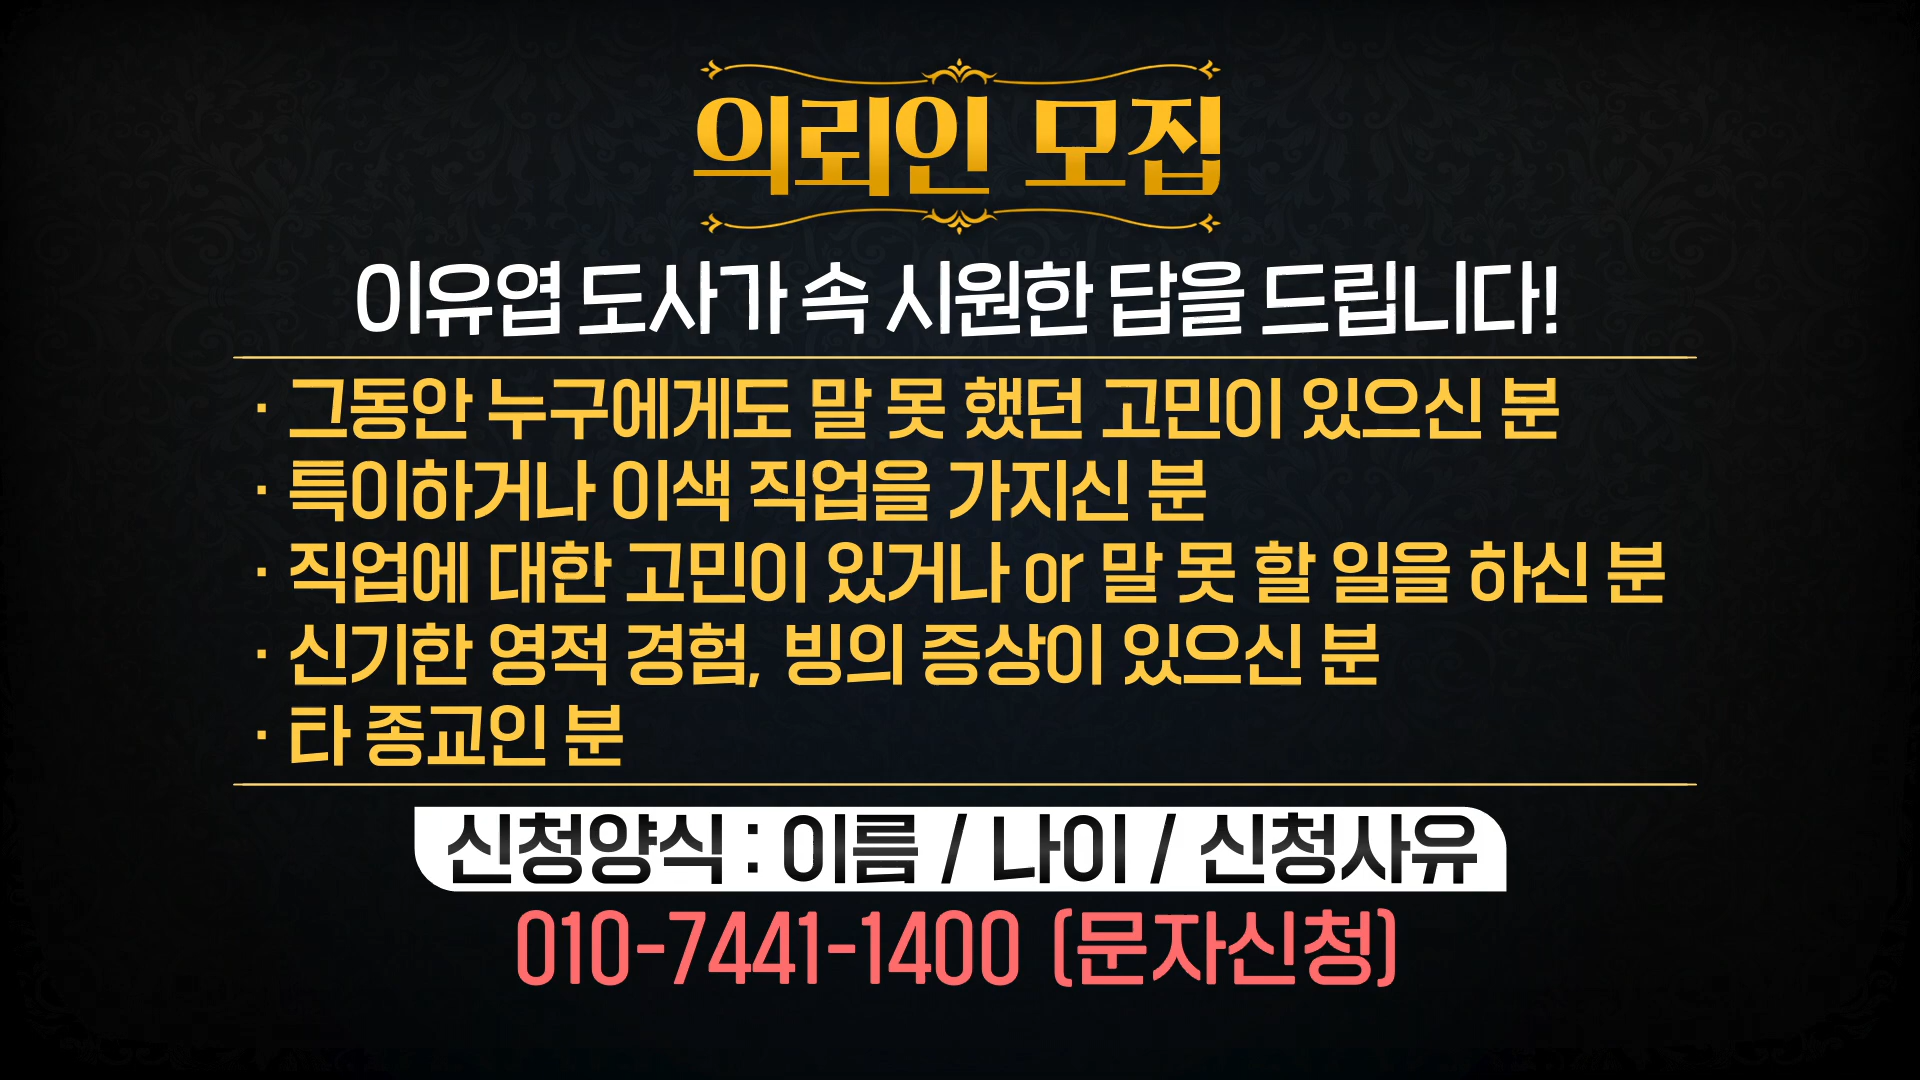 의뢰인 모집
이유엽 도사가 속 시원한 답을 드립니다!
· 그동안 누구에게도 말 못 했던 고민이 있으신 분
· 특이하거나 이색 직업을 가지신 분
· 직업에 대한 고민이 있거나 or 말 못 할 일을 하신 분
· 신기한 영적 경험, 빙의 증상이 있으신 분
· 타 종교인 분
신청양식 : 이름 / 나이 / 신청사유
010-7441-1400 (문자신청)